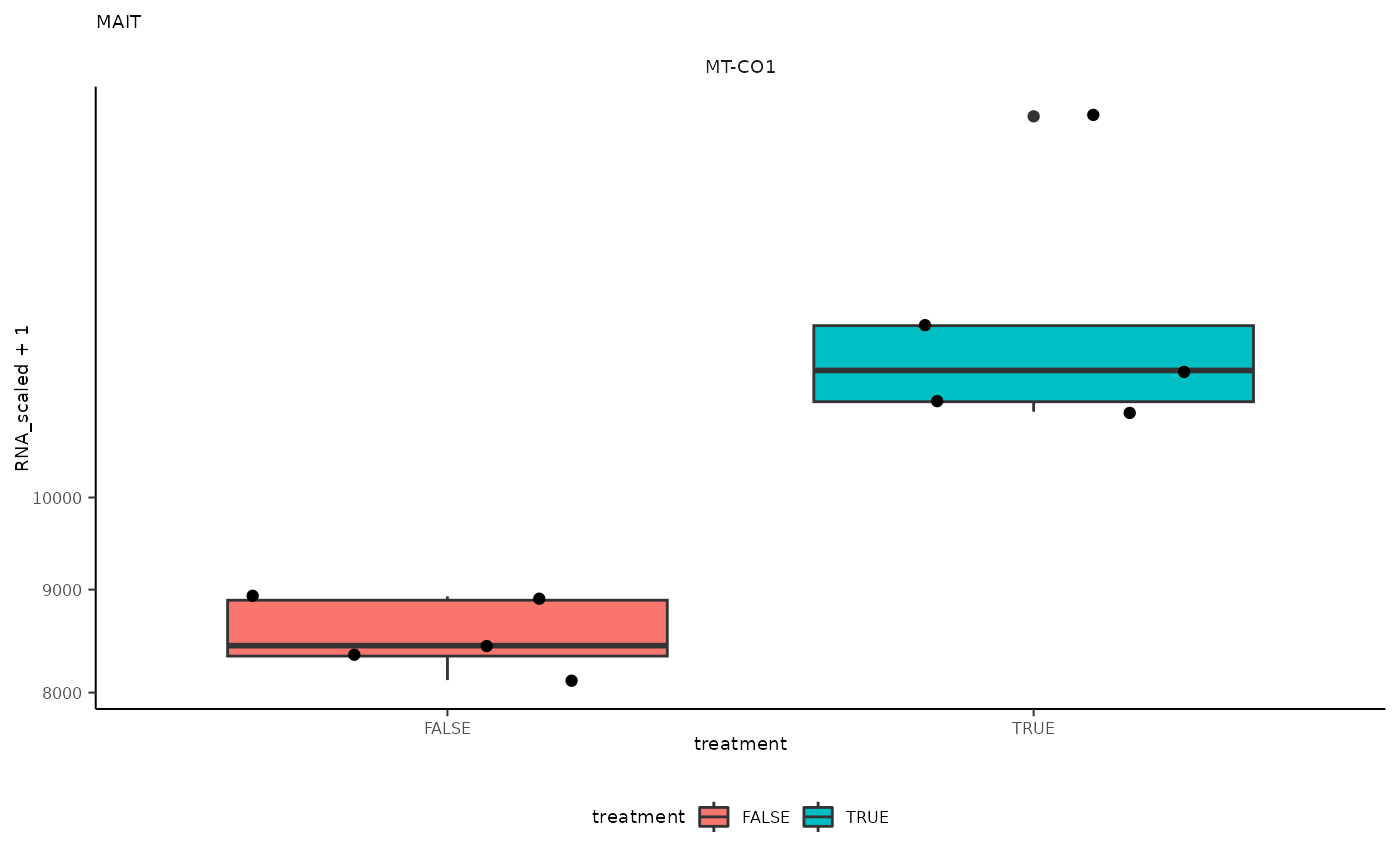 MAIT
MT-CO1
RNA_scaled + 1
10000
9000
8000
FALSE
TRUE
treatment
treatment
FALSE
TRUE